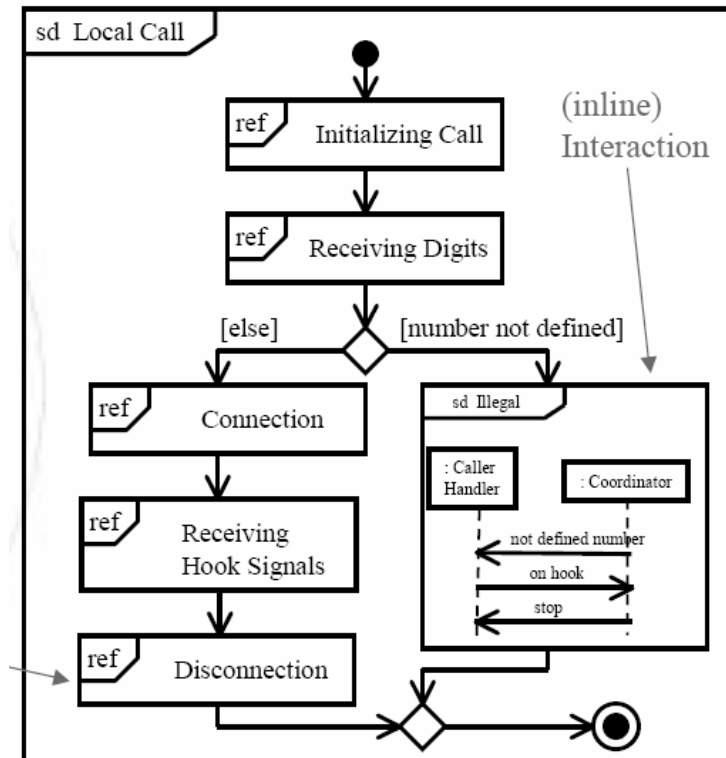 sd Local Call
ref
Initializing Call
(inline)
Interaction
ref
Receiving Digits
[else]
[number not defined]
ref
Connection
sd Illegal
: Caller
Handler
: Coordinator
ref
Receiving
Hook Signals
not defined number
on hook
stop
ref
Disconnection